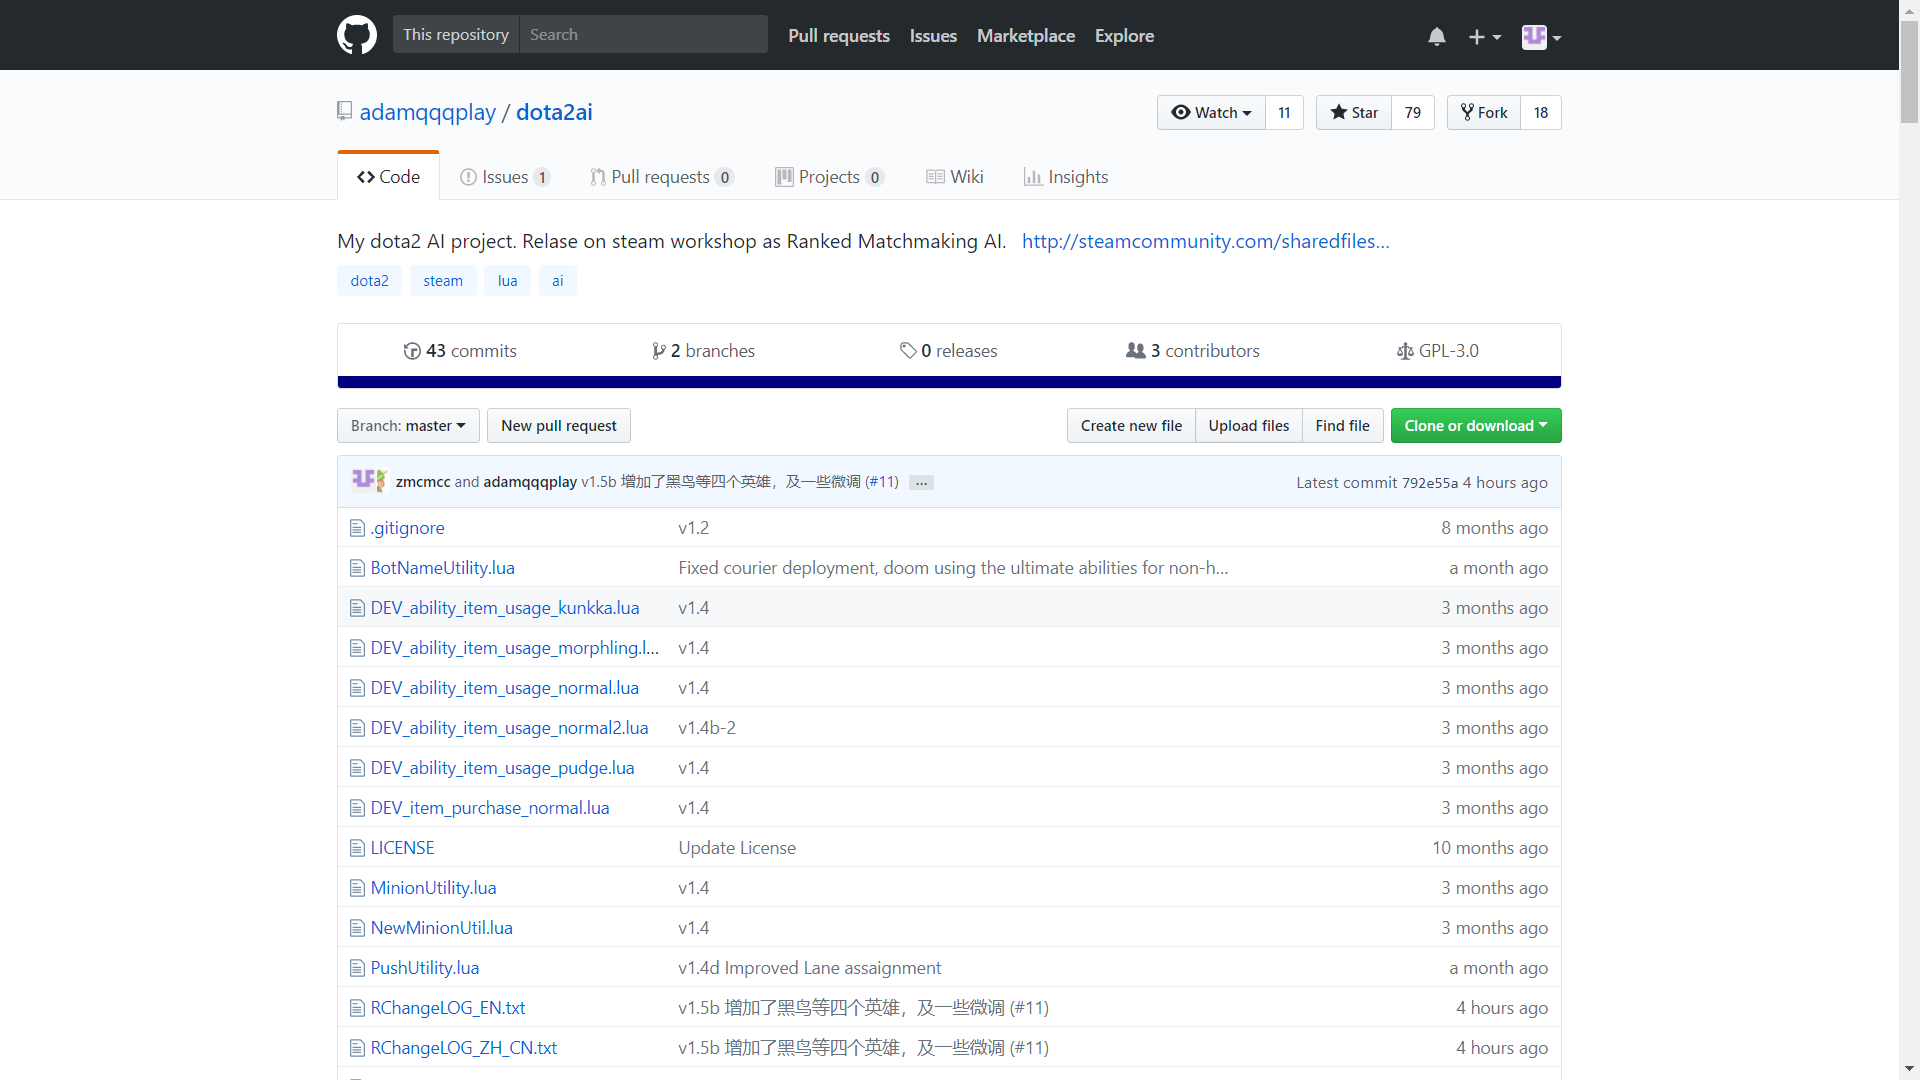 This repository Search Pull requests Issues Marketplace Explore
adamqqqplay / dota2ai Watch 11 Star 79 Fork 18
Code Issues 1 Pull requests 0 Projects 0 Wiki Insights
My dota2 AI project. Relase on steam workshop as Ranked Matchmaking AI. http://steamcommunity.com/sharedfiles...
dota2 steam lua ai
43 commits 2 branches 0 releases 3 contributors GPL-3.0
Branch: master New pull request Create new file Upload files Find file Clone or download
zmcmcc and adamqqqplay v1.5b 增加了黑鸟等四个英雄，及一些微调 (#11) ... Latest commit 792e55a 4 hours ago
.gitignore v1.2 8 months ago
BotNameUtility.lua Fixed courier deployment, doom using the ultimate abilities for non-h... a month ago
DEV_ability_item_usage_kunkka.lua v1.4 3 months ago
DEV_ability_item_usage_morphling.l... v1.4 3 months ago
DEV_ability_item_usage_normal.lua v1.4 3 months ago
DEV_ability_item_usage_normal2.lua v1.4b-2 3 months ago
DEV_ability_item_usage_pudge.lua v1.4 3 months ago
DEV_item_purchase_normal.lua v1.4 3 months ago
LICENSE Update License 10 months ago
MinionUtility.lua v1.4 3 months ago
NewMinionUtil.lua v1.4 3 months ago
PushUtility.lua v1.4d Improved Lane assaignment a month ago
RChangeLOG_EN.txt v1.5b 增加了黑鸟等四个英雄，及一些微调 (#11) 4 hours ago
RChangeLOG_ZH_CN.txt v1.5b 增加了黑鸟等四个英雄，及一些微调 (#11) 4 hours ago